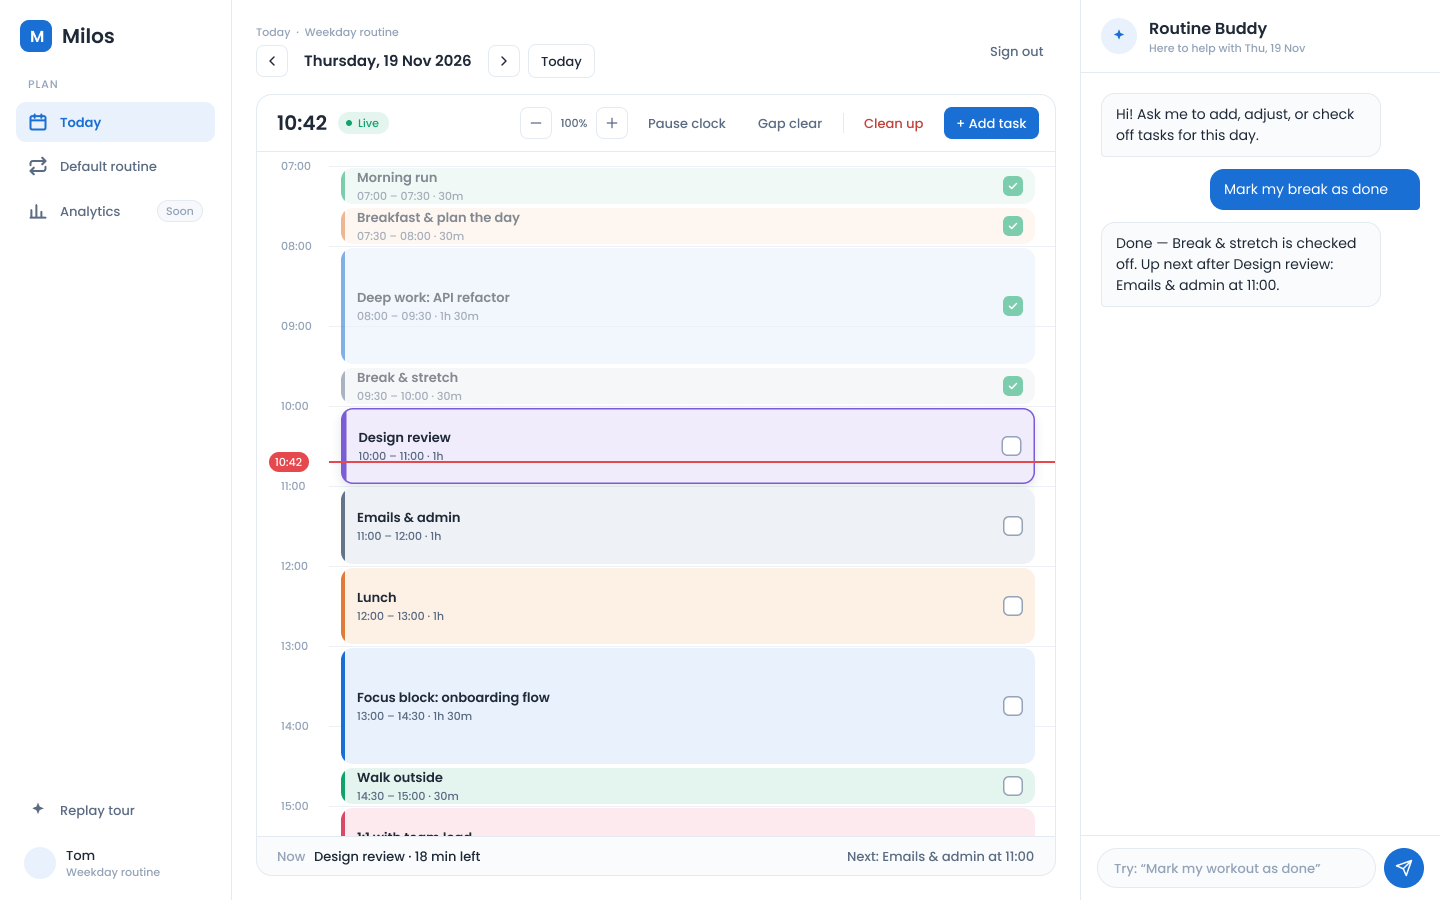 M Milos
PLAN
Today
Default routine
Analytics Soon
Replay tour
Tom
Weekday routine
Today · Weekday routine
Thursday, 19 Nov 2026
Today
Sign out
10:42 Live
100%
Pause clock
Gap clear
Clean up
+ Add task
07:00
Morning run
07:00 – 07:30 · 30m
Breakfast & plan the day
07:30 – 08:00 · 30m
08:00
Deep work: API refactor
08:00 – 09:30 · 1h 30m
09:00
Break & stretch
09:30 – 10:00 · 30m
10:00
Design review
10:00 – 11:00 · 1h
10:42
11:00
Emails & admin
11:00 – 12:00 · 1h
12:00
Lunch
12:00 – 13:00 · 1h
13:00
Focus block: onboarding flow
13:00 – 14:30 · 1h 30m
14:00
Walk outside
14:30 – 15:00 · 30m
15:00
1:1 with team lead
Now Design review · 18 min left
Next: Emails & admin at 11:00
Routine Buddy
Here to help with Thu, 19 Nov
Hi! Ask me to add, adjust, or check
off tasks for this day.
Mark my break as done
Done — Break & stretch is checked
off. Up next after Design review:
Emails & admin at 11:00.
Try: “Mark my workout as done”